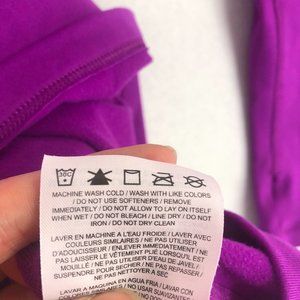 30C
MACHINE WASH COLD / WASH WITH LIKE COLORS
/ DO NOT USE SOFTENERS / REMOVE
IMMEDIATELY / DO NOT ALLOW TO LAY ON ITSELF
WHEN WET / DO NOT BLEACH / LINE DRY / DO NOT
IRON / DO NOT DRY CLEAN
LAVER EN MACHINE A L'EAU FROIDE / LAVER AVEC
COULEURS SIMILAIRES / NE PAS UTILISER
D'ADOUCISSEUR / ENLEVER IMMEDIATEMENT / NE
PAS LAISSER LE VÊTEMENT PLIÉ LORSQU'IL EST
MOUILLÉ / NE PAS UTILISER D'EAU DE JAVEL /
SUSPENDRE POUR SECHER / NE PAS REPASSER /
NE PAS NETTOYER A SEC
LAVAR A MAQUINA EN AGUA FRIA / LAVAR CON